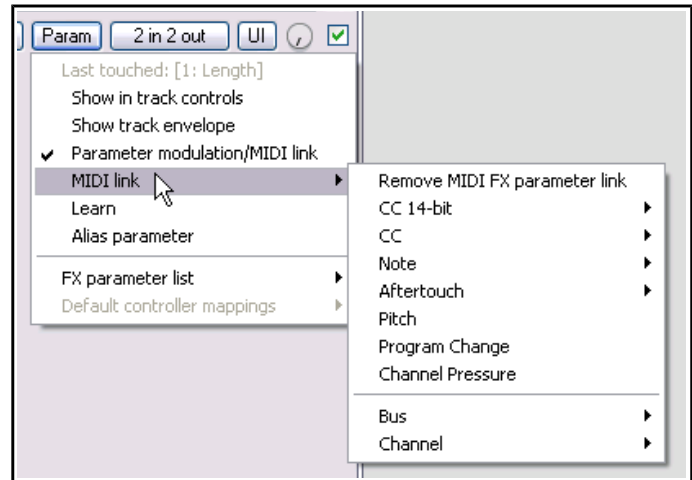 Param 2 in 2 out UI
Last touched: [1: Length]
Show in track controls
Show track envelope
Parameter modulation/MIDI link
MIDI link
Learn
Alias parameter
FX parameter list
Default controller mappings
Remove MIDI FX parameter link
CC 14-bit
CC
Note
Aftertouch
Pitch
Program Change
Channel Pressure
Bus
Channel